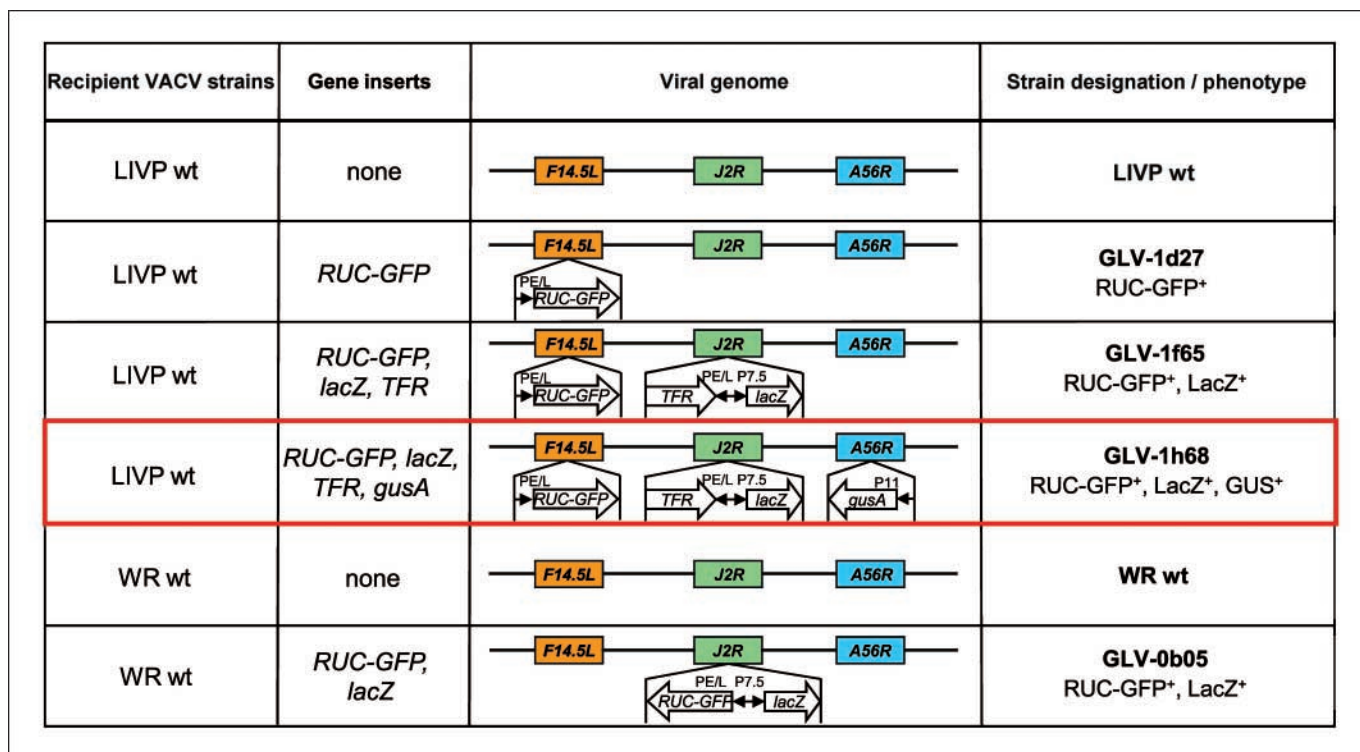 Recipient VACV strains Gene inserts Viral genome Strain designation / phenotype
LIVP wt none F14.5L J2R A56R LIVP wt
F14.5L J2R A56R
LIVP wt RUC-GFP GLV-1d27
RUC-GFP⁺
PE/L
RUC-GFP
F14.5L J2R A56R
LIVP wt RUC-GFP, GLV-1f65
lacZ, TFR RUC-GFP⁺, LacZ⁺
PE/L PE/L P7.5
RUC-GFP TFR lacZ
F14.5L J2R A56R
LIVP wt RUC-GFP, lacZ, GLV-1h68
TFR, gusA RUC-GFP⁺, LacZ⁺, GUS⁺
PE/L PE/L P7.5 P11
RUC-GFP TFR lacZ gusA
WR wt none F14.5L J2R A56R WR wt
F14.5L J2R A56R
WR wt RUC-GFP, GLV-0b05
lacZ RUC-GFP⁺, LacZ⁺
PE/L P7.5
RUC-GFP lacZ